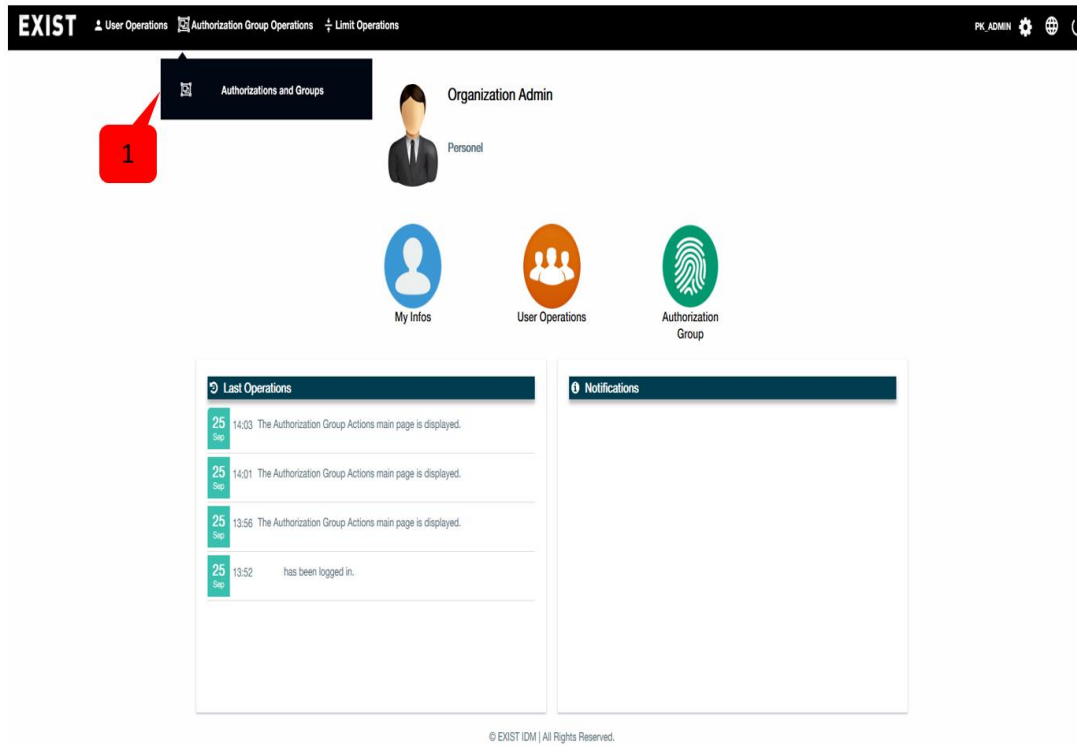 EXIST User Operations Authorization Group Operations Limit Operations PK_ADMIN
Authorizations and Groups
1
Organization Admin
Personel
My Infos
User Operations
Authorization
Group
Last Operations
25
Sep
14:03 The Authorization Group Actions main page is displayed.
25
Sep
14:01 The Authorization Group Actions main page is displayed.
25
Sep
13:56 The Authorization Group Actions main page is displayed.
25
Sep
13:52 has been logged in.
Notifications
© EXIST IDM | All Rights Reserved.